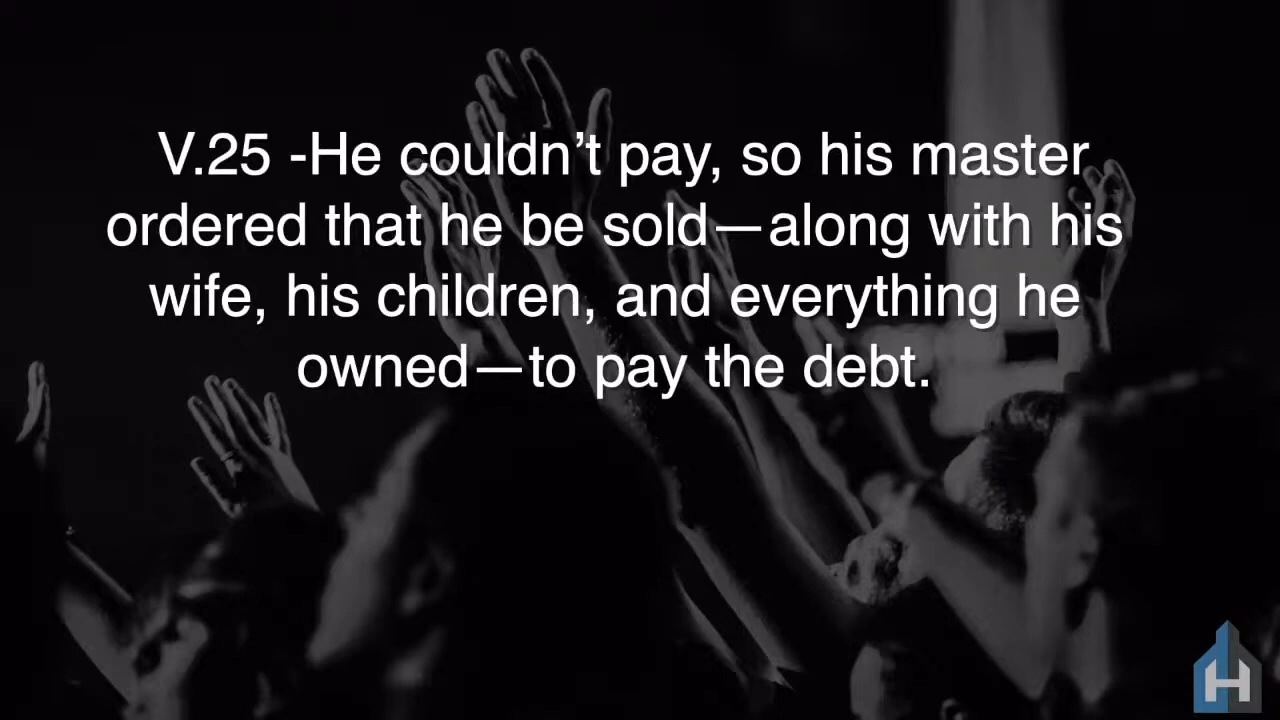 V.25 -He couldn’t pay, so his master
ordered that he be sold—along with his
wife, his children, and everything he
owned—to pay the debt.
H